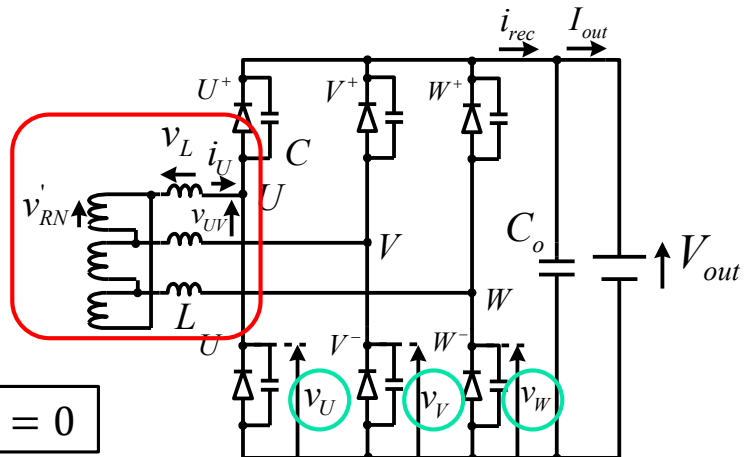 i_rec I_out
U^+ V^+ W^+
v_L i_U C
v'_RN v_UV U
V C_o V_out
W
L
U V^- W^-
v_U v_V v_W
= 0